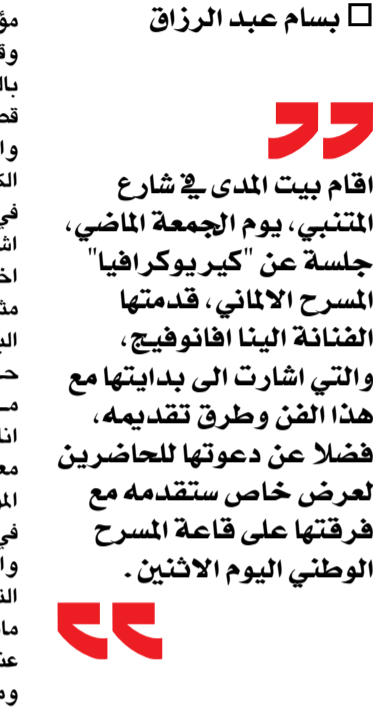 □ بسام عبد الرزاق
اقام بيت المدى في شارع
المتنبي، يوم الجمعة الماضي،
جلسة عن "كيريوكرافيا"
المسرح الالماني، قدمتها
الفنانة الينا افانوفيج،
والتي اشارت الى بدايتها مع
هذا الفن وطرق تقديمه،
فضلا عن دعوتها للحاضرين
لعرض خاص ستقدمه مع
فرقتها على قاعة المسرح
الوطني اليوم الاثنين.